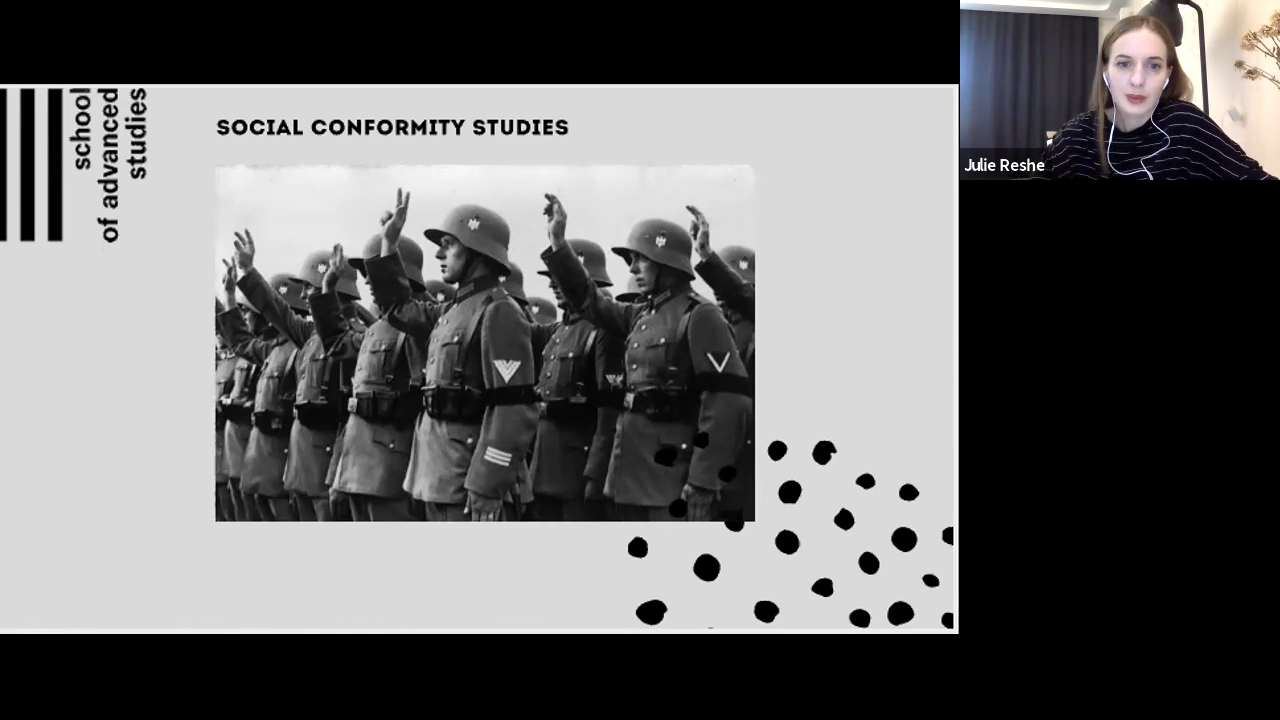 school
of advanced
studies
SOCIAL CONFORMITY STUDIES
Julie Reshe